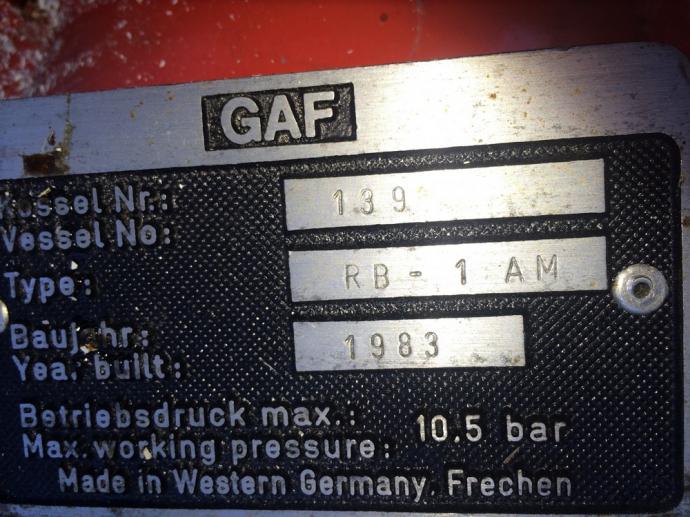 GAF
Kessel Nr.: 139
Vessel No:
Type: RB - 1 AM
Baujahr: 1983
Year built:
Betriebsdruck max.: 10,5 bar
Max. working pressure:
Made in Western Germany, Frechen